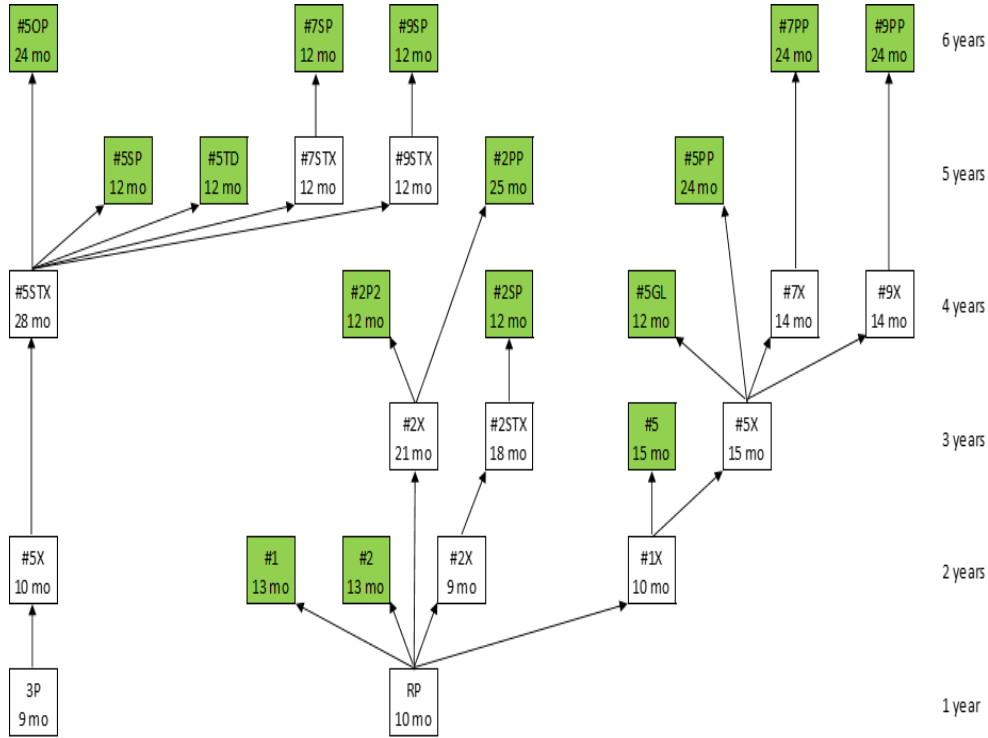 #5OP
24 mo
#7SP
12 mo
#9SP
12 mo
#7PP
24 mo
#9PP
24 mo
6 years
#5SP
12 mo
#5TD
12 mo
#7STX
12 mo
#9STX
12 mo
#2PP
25 mo
#5PP
24 mo
5 years
#5STX
28 mo
#2P2
12 mo
#2SP
12 mo
#5GL
12 mo
#7X
14 mo
#9X
14 mo
4 years
#2X
21 mo
#2STX
18 mo
#5
15 mo
#5X
15 mo
3 years
#5X
10 mo
#1
13 mo
#2
13 mo
#2X
9 mo
#1X
10 mo
2 years
3P
9 mo
RP
10 mo
1 year